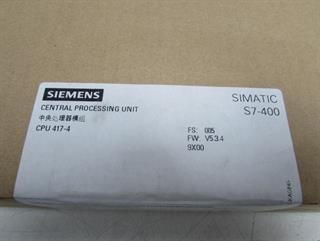 SIEMENS
SIMATIC
S7-400
CENTRAL PROCESSING UNIT
中央处理器模組
CPU 417-4
FS: 005
FW: V5.3.4
9X00